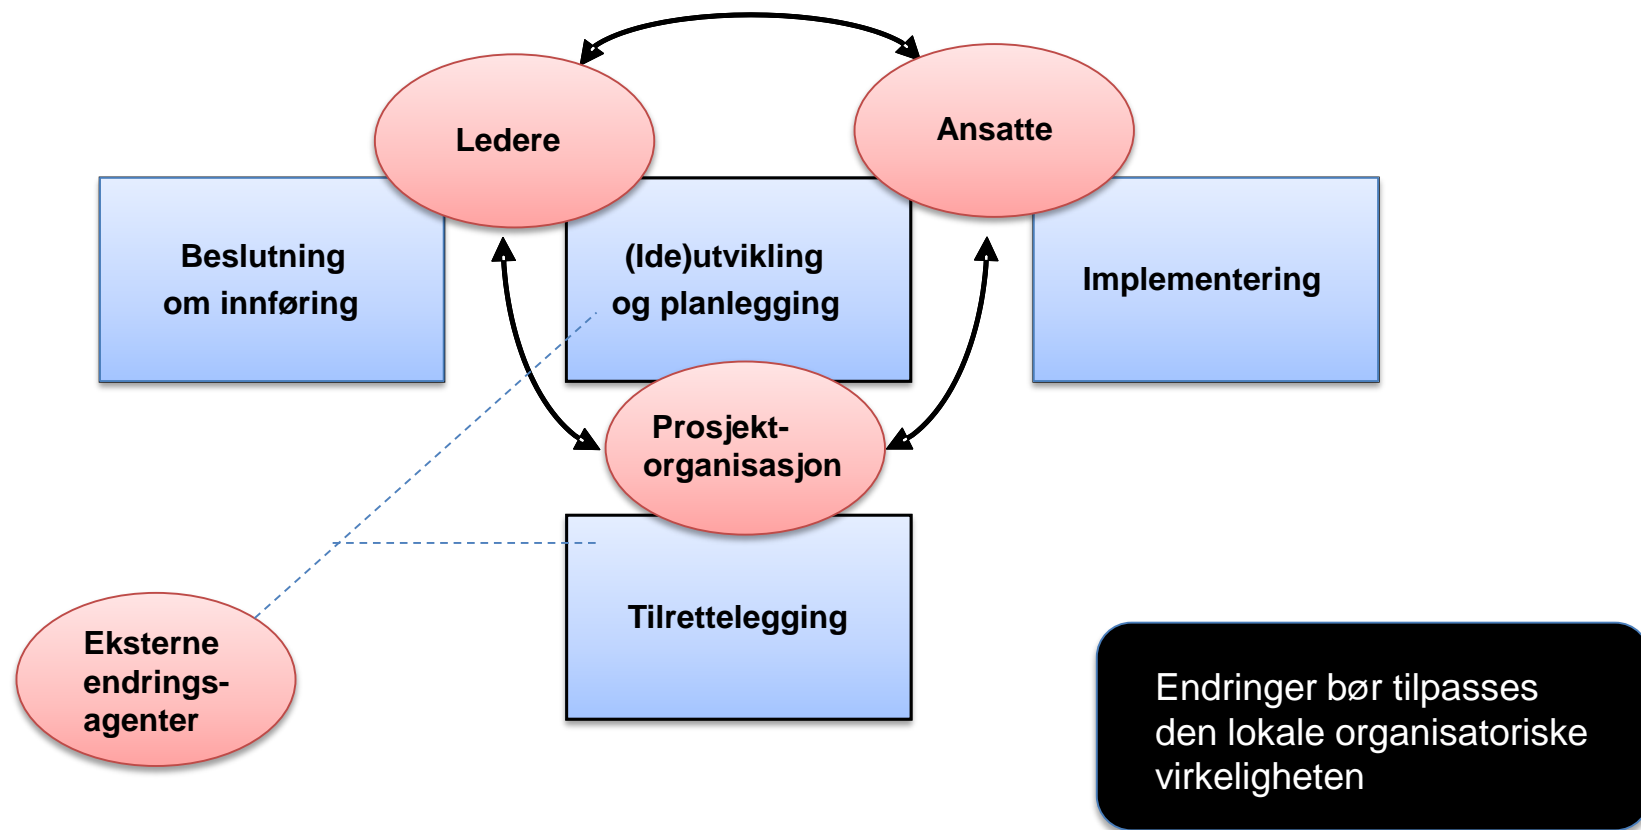 Ledere
Ansatte
Beslutning
om innføring
(Ide)utvikling
og planlegging
Implementering
Prosjekt-
organisasjon
Tilrettelegging
Eksterne
endrings-
agenter
Endringer bør tilpasses
den lokale organisatoriske
virkeligheten